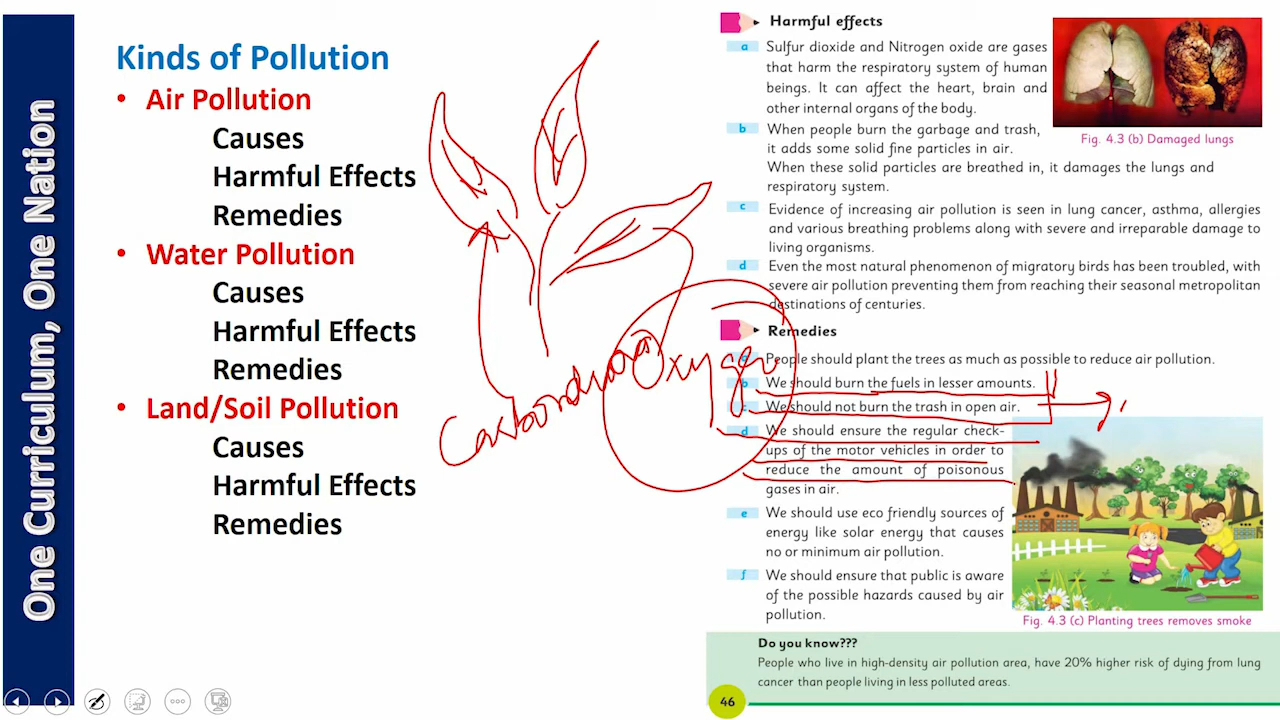 One Curriculum, One Nation
Kinds of Pollution
• Air Pollution
Causes
Harmful Effects
Remedies
• Water Pollution
Causes
Harmful Effects
Remedies
• Land/Soil Pollution
Causes
Harmful Effects
Remedies
Oxygen
Harmful effects
a Sulfur dioxide and Nitrogen oxide are gases
that harm the respiratory system of human
beings. It can affect the heart, brain and
other internal organs of the body.
Fig. 4.3 (b) Damaged lungs
b When people burn the garbage and trash,
it adds some solid fine particles in air.
When these solid particles are breathed in, it damages the lungs and
respiratory system.
c Evidence of increasing air pollution is seen in lung cancer, asthma, allergies
and various breathing problems along with severe and irreparable damage to
living organisms.
d Even the most natural phenomenon of migratory birds has been troubled, with
severe air pollution preventing them from reaching their seasonal metropolitan
destinations of centuries.
Remedies
a People should plant the trees as much as possible to reduce air pollution.
b We should burn the fuels in lesser amounts.
c We should not burn the trash in open air.
d We should ensure the regular check-
ups of the motor vehicles in order to
reduce the amount of poisonous
gases in air.
e We should use eco friendly sources of
energy like solar energy that causes
no or minimum air pollution.
f We should ensure that public is aware
of the possible hazards caused by air
pollution.
Fig. 4.3 (c) Planting trees removes smoke
Do you know???
People who live in high-density air pollution area, have 20% higher risk of dying from lung
cancer than people living in less polluted areas.
46